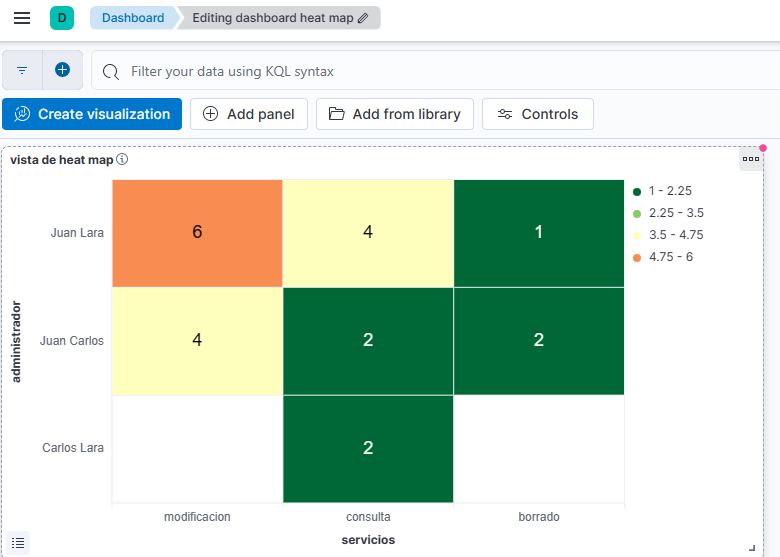 D Dashboard Editing dashboard heat map
Filter your data using KQL syntax
Create visualization Add panel Add from library Controls
vista de heat map
Juan Lara 6 4 1
Juan Carlos 4 2 2
Carlos Lara 2
administrador
modificacion consulta borrado
servicios
1 - 2.25
2.25 - 3.5
3.5 - 4.75
4.75 - 6